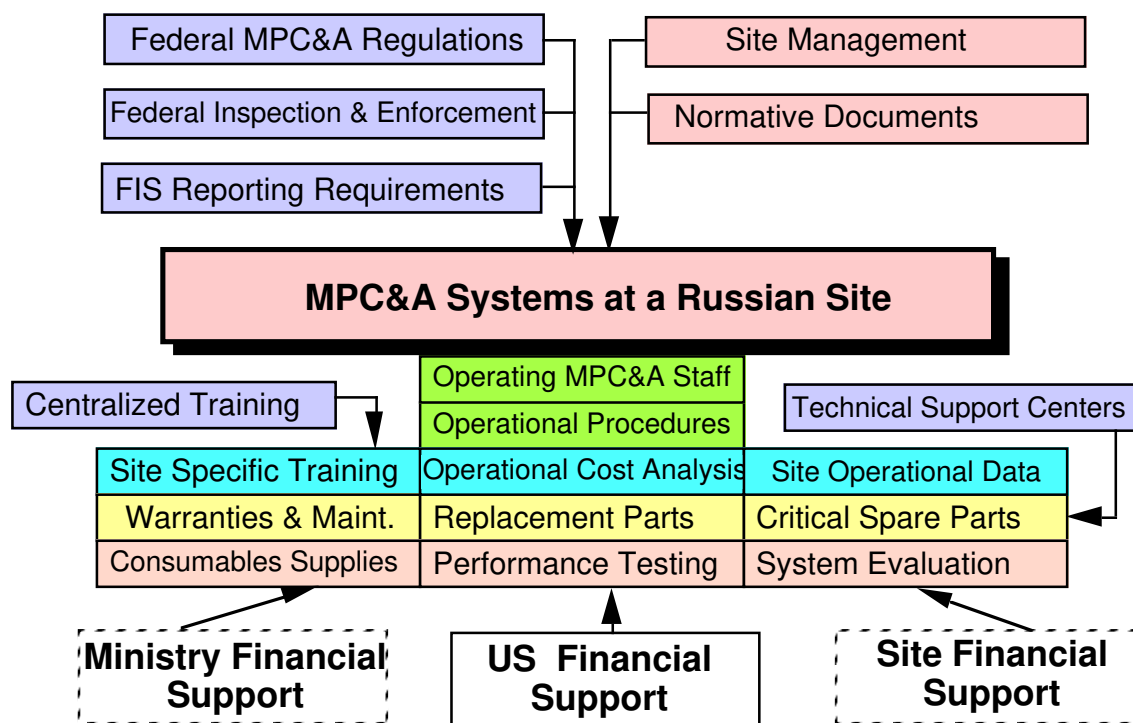 Federal MPC&A Regulations
Site Management
Federal Inspection & Enforcement
Normative Documents
FIS Reporting Requirements
MPC&A Systems at a Russian Site
Operating MPC&A Staff
Centralized Training
Technical Support Centers
Operational Procedures
Site Specific Training
Operational Cost Analysis
Site Operational Data
Warranties & Maint.
Replacement Parts
Critical Spare Parts
Consumables Supplies
Performance Testing
System Evaluation
Ministry Financial
Support
US Financial
Support
Site Financial
Support